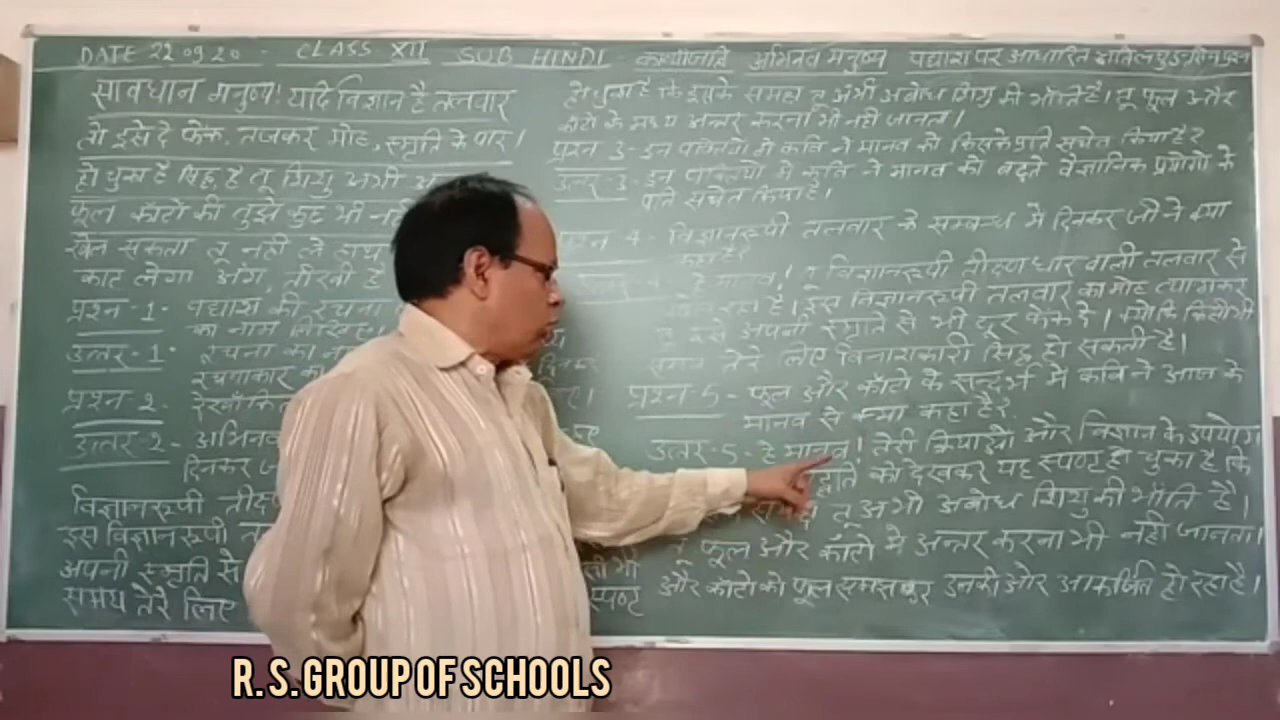 DATE 22 09 20 - CLASS XII SUB HINDI काव्यांजलि अभिनव मनुष्य पद्यांश पर आधारित
सावधान मनुष्य! यदि विज्ञान है तलवार
तो इसे दे फेंक, तजकर मोह, स्मृति के पार।
हो चुका है सिद्ध, है तू शिशु अभी
फूल काँटों की तुझे कुछ भी
खेल सकता तू नहीं ले
काट लेगा अंग, तीखी है
प्रश्न-1- पद्यांश की रचना
का नाम लिखिए
उत्तर-1- रचना का
रचनाकार का दिनकर
प्रश्न-2- रेखांकित
उत्तर-2- अभिनव
दिनकर
विज्ञानरूपी तीक्ष्ण
इस विज्ञानरूपी
अपनी स्मृति से
समय तेरे लिए स्पष्ट
हो चुका है कि इसके समक्ष तू अभी अबोध शिशु की भाँति है। तू फूल और
काँटों के मध्य अन्तर करना भी नहीं जानता।
प्रश्न 3- इन पंक्तियों में कवि ने मानव को किसके प्रति सचेत किया है?
उत्तर-3- इन पंक्तियों में कवि ने मानव को बढ़ते वैज्ञानिक प्रयोगों के
प्रति सचेत किया है।
4- विज्ञानरूपी तलवार के सम्बन्ध में दिनकर जी ने क्या
कहा है?
हे मानव! तू विज्ञानरूपी तीक्ष्ण धार वाली तलवार से
रहा है। इस विज्ञानरूपी तलवार का मोह त्यागकर
तू इसे अपनी स्मृति से भी दूर फेंक दे। क्योंकि किसी भी
समय तेरे लिए विनाशकारी सिद्ध हो सकती है।
प्रश्न-5- फूल और काँटों के सन्दर्भ में कवि ने आज के
मानव से क्या कहा है?
उत्तर-5- हे मानव! तेरी क्रियाओं और विज्ञान के उपयोग
को देखकर यह स्पष्ट हो चुका है कि
समक्ष तू अभी अबोध शिशु की भाँति है।
तू फूल और काँटों में अन्तर करना भी नहीं जानता।
और काँटों को फूल समझकर उनकी ओर आकर्षित हो रहा है।
R. S. GROUP OF SCHOOLS